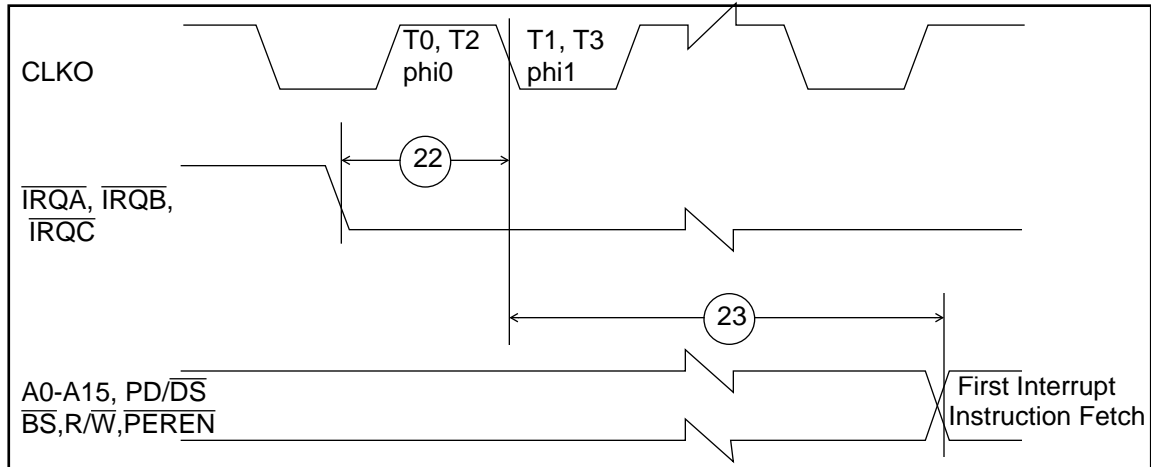 T0, T2
phi0
T1, T3
phi1
CLKO
22
IRQA, IRQB,
IRQC
23
A0-A15, PD/DS
BS,R/W,PEREN
First Interrupt
Instruction Fetch